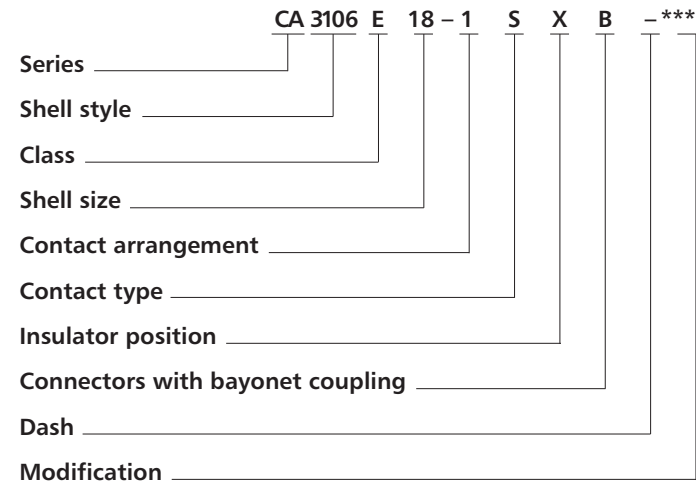 CA 3106 E 18 – 1 S X B – ***
Series
Shell style
Class
Shell size
Contact arrangement
Contact type
Insulator position
Connectors with bayonet coupling
Dash
Modification